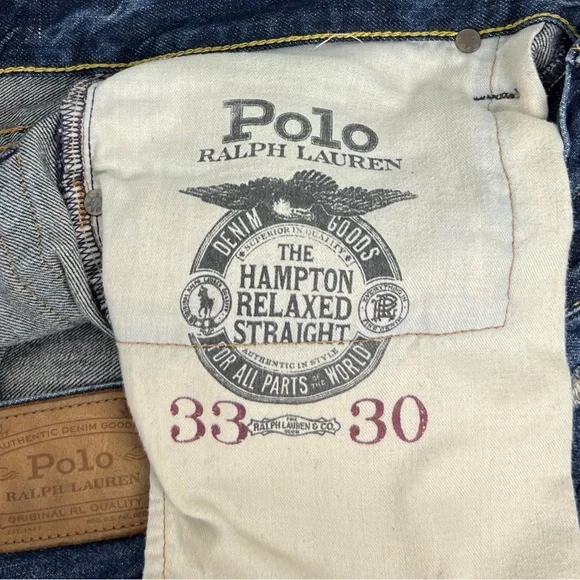 Polo
RALPH LAUREN
DENIM GOODS
SUPERIOR IN QUALITY
THE
HAMPTON
RELAXED
STRAIGHT
AUTHENTIC IN STYLE
FOR ALL PARTS OF THE WORLD
33 30
THE
RALPH LAUREN & CO.
AUTHENTIC DENIM GOODS
Polo
RALPH LAUREN
ORIGINAL RL QUALITY